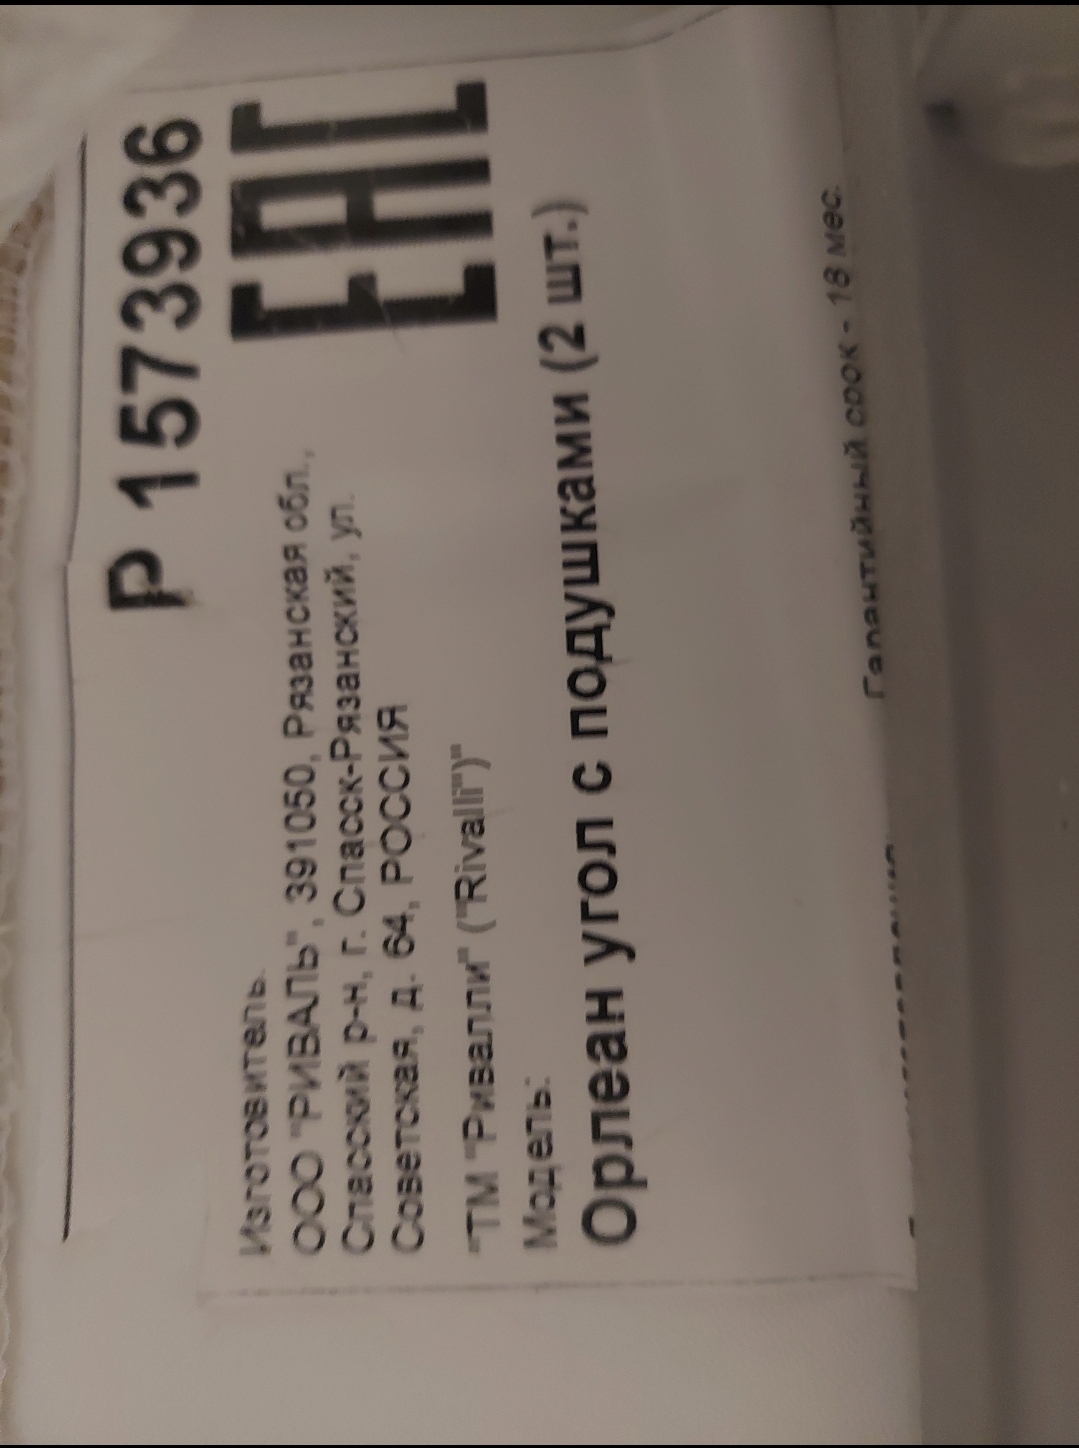 Р 1573936
ЕАС
Изготовитель:
ООО "РИВАЛЬ", 391050, Рязанская обл.,
Спасский р-н, г. Спасск-Рязанский, ул.
Советская, д. 64, РОССИЯ
"ТМ "Ривалли" ("Rivalli")"
Модель:
Орлеан угол с подушками (2 шт.)
Гарантийный срок - 18 мес.